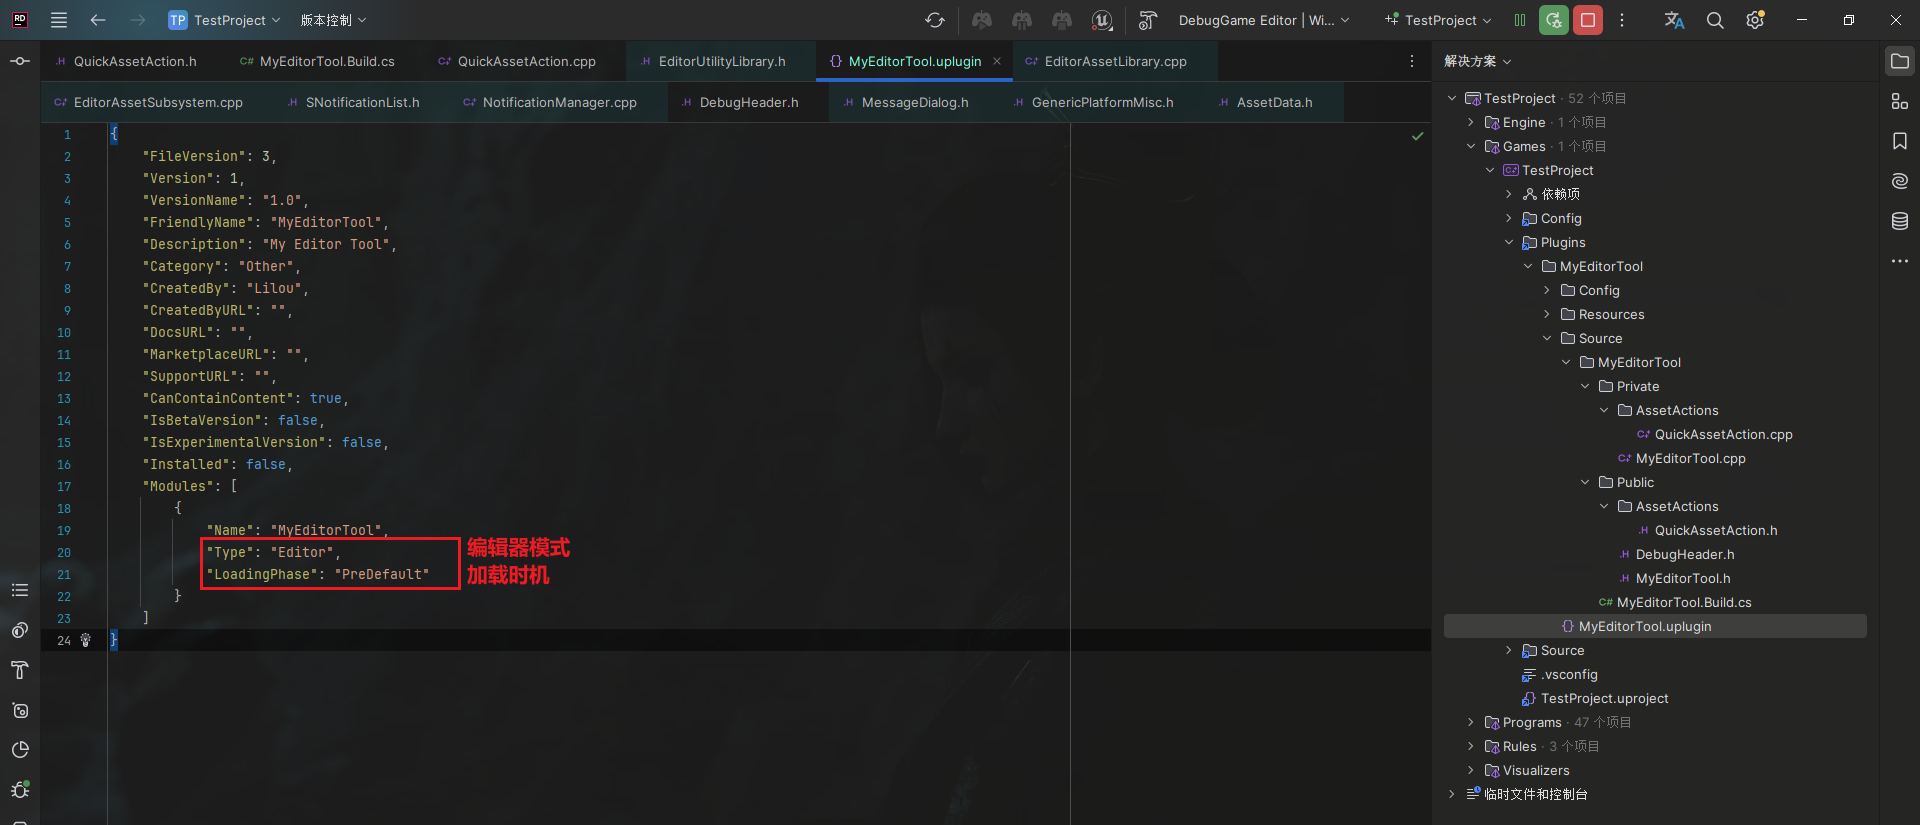 RD
TP TestProject
版本控制
DebugGame Editor | Wi...
TestProject
QuickAssetAction.h
C# MyEditorTool.Build.cs
QuickAssetAction.cpp
EditorUtilityLibrary.h
MyEditorTool.uplugin
EditorAssetLibrary.cpp
EditorAssetSubsystem.cpp
SNotificationList.h
NotificationManager.cpp
DebugHeader.h
MessageDialog.h
GenericPlatformMisc.h
AssetData.h
1 {
2 "FileVersion": 3,
3 "Version": 1,
4 "VersionName": "1.0",
5 "FriendlyName": "MyEditorTool",
6 "Description": "My Editor Tool",
7 "Category": "Other",
8 "CreatedBy": "Lilou",
9 "CreatedByURL": "",
10 "DocsURL": "",
11 "MarketplaceURL": "",
12 "SupportURL": "",
13 "CanContainContent": true,
14 "IsBetaVersion": false,
15 "IsExperimentalVersion": false,
16 "Installed": false,
17 "Modules": [
18 {
19 "Name": "MyEditorTool",
20 "Type": "Editor",
21 "LoadingPhase": "PreDefault"
22 }
23 ]
24 }
编辑器模式
加载时机
解决方案
TestProject · 52 个项目
Engine · 1 个项目
Games · 1 个项目
TestProject
依赖项
Config
Plugins
MyEditorTool
Config
Resources
Source
MyEditorTool
Private
AssetActions
QuickAssetAction.cpp
MyEditorTool.cpp
Public
AssetActions
QuickAssetAction.h
DebugHeader.h
MyEditorTool.h
C# MyEditorTool.Build.cs
MyEditorTool.uplugin
Source
.vsconfig
TestProject.uproject
Programs · 47 个项目
Rules · 3 个项目
Visualizers
临时文件和控制台